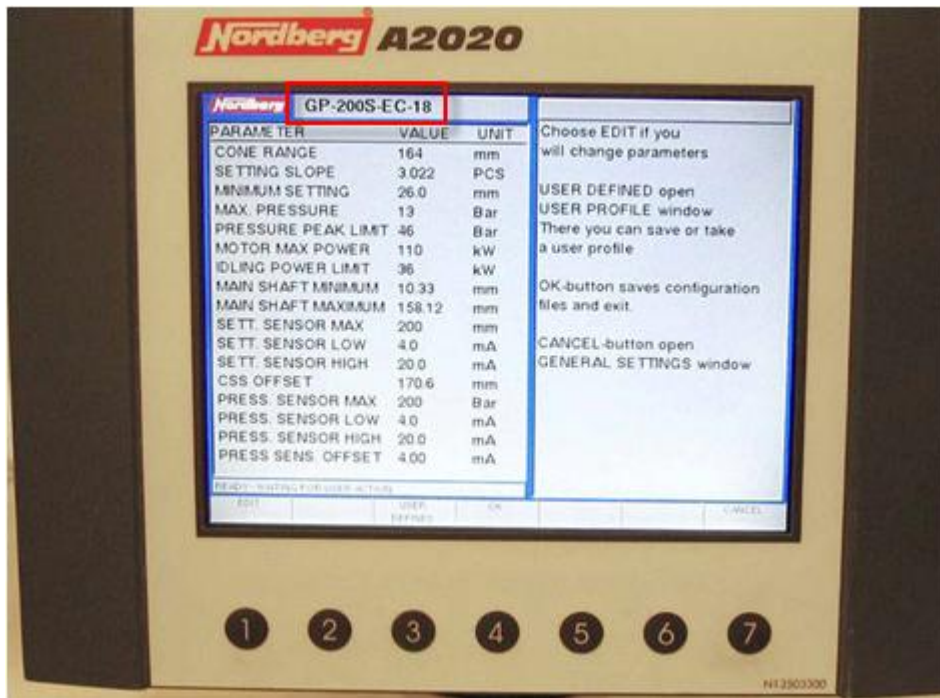 Nordberg A2020
Nordberg GP-200S-EC-18
PARAMETER VALUE UNIT
CONE RANGE 164 mm
SETTING SLOPE 3.022 PCS
MINIMUM SETTING 26.0 mm
MAX. PRESSURE 13 Bar
PRESSURE PEAK LIMIT 46 Bar
MOTOR MAX POWER 110 kW
IDLING POWER LIMIT 36 kW
MAIN SHAFT MINIMUM 10.33 mm
MAIN SHAFT MAXIMUM 158.12 mm
SETT. SENSOR MAX 200 mm
SETT. SENSOR LOW 4.0 mA
SETT. SENSOR HIGH 20.0 mA
CSS OFFSET 170.6 mm
PRESS. SENSOR MAX 200 Bar
PRESS. SENSOR LOW 4.0 mA
PRESS. SENSOR HIGH 20.0 mA
PRESS SENS. OFFSET 4.00 mA
READY - WAITING FOR USER ACTION
Choose EDIT if you
will change parameters
USER DEFINED open
USER PROFILE window
There you can save or take
a user profile
OK-button saves configuration
files and exit.
CANCEL-button open
GENERAL SETTINGS window
EDIT USER DEFINED OK CANCEL
1 2 3 4 5 6 7